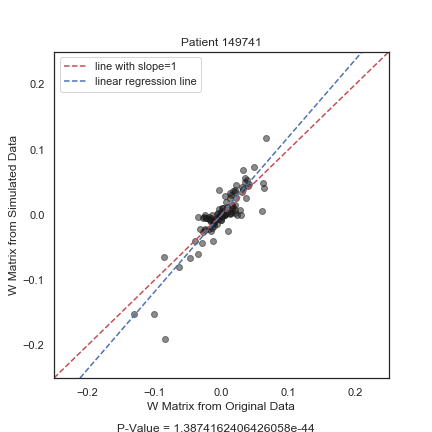 Patient 149741
line with slope=1
linear regression line
0.2
0.1
0.0
−0.1
−0.2
W Matrix from Simulated Data
−0.2 −0.1 0.0 0.1 0.2
W Matrix from Original Data
P-Value = 1.3874162406426058e-44